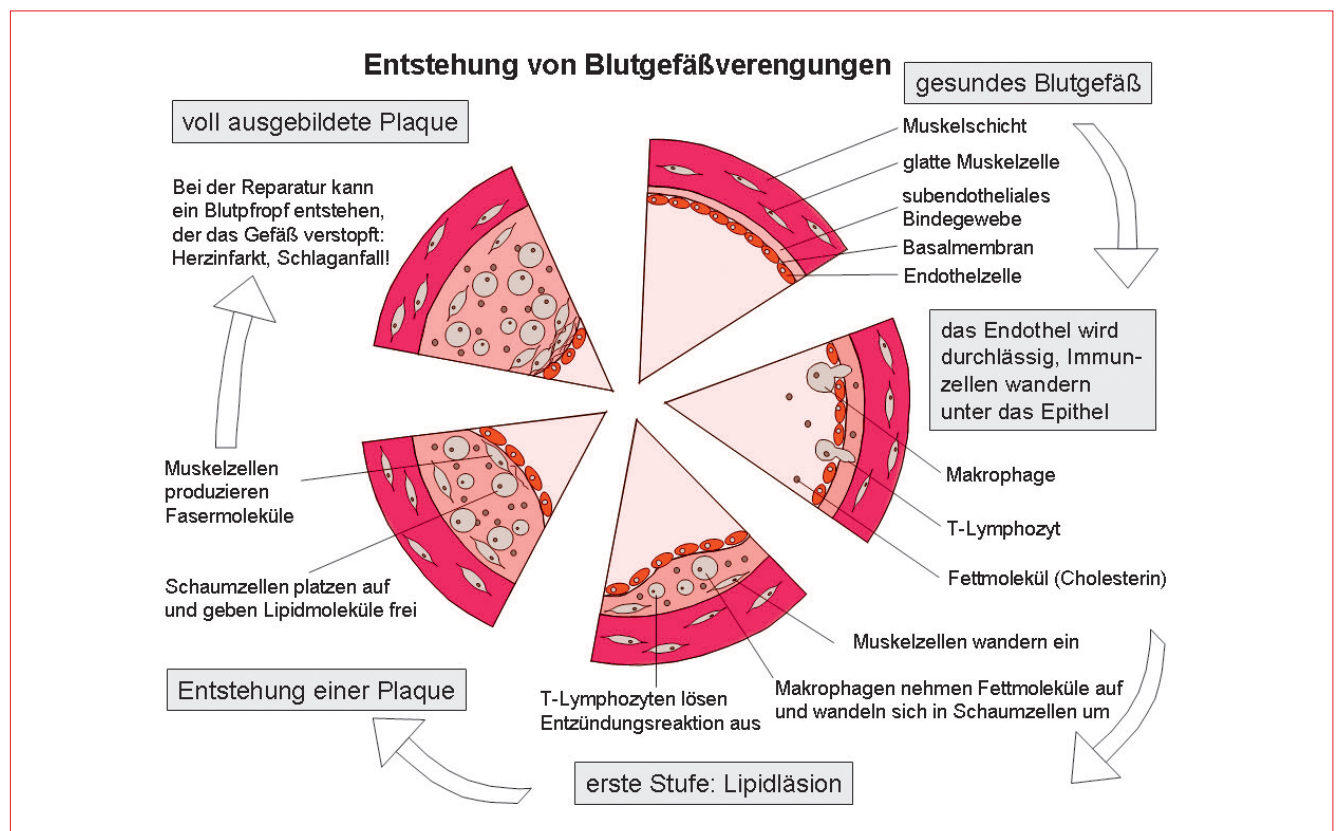 Entstehung von Blutgefäßverengungen
gesundes Blutgefäß
Muskelschicht
glatte Muskelzelle
subendotheliales
Bindegewebe
Basalmembran
Endothelzelle
das Endothel wird
durchlässig, Immun-
zellen wandern
unter das Epithel
Makrophage
T-Lymphozyt
Fettmolekül (Cholesterin)
Muskelzellen wandern ein
Makrophagen nehmen Fettmoleküle auf
und wandeln sich in Schaumzellen um
T-Lymphozyten lösen
Entzündungsreaktion aus
erste Stufe: Lipidläsion
Entstehung einer Plaque
Schaumzellen platzen auf
und geben Lipidmoleküle frei
Muskelzellen
produzieren
Fasermoleküle
voll ausgebildete Plaque
Bei der Reparatur kann
ein Blutpfropf entstehen,
der das Gefäß verstopft:
Herzinfarkt, Schlaganfall!